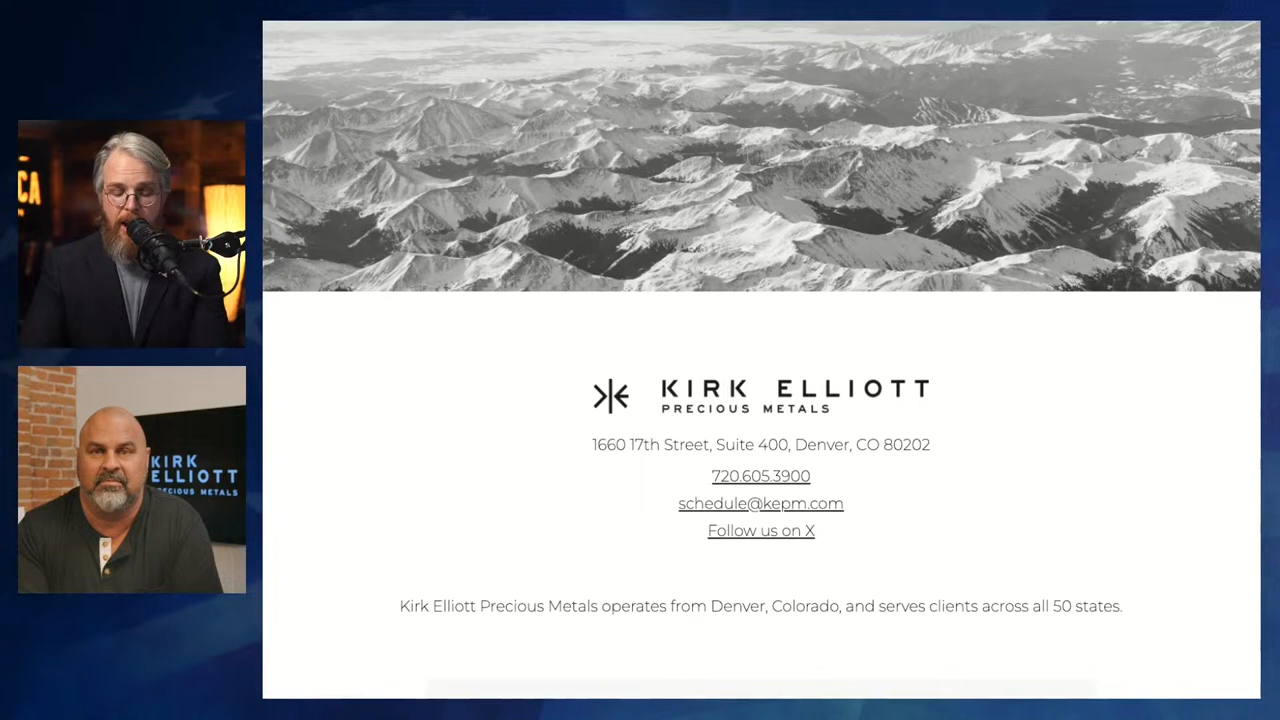 CA
KIRK
ELLIOTT
PRECIOUS METALS
KIRK ELLIOTT
PRECIOUS METALS
1660 17th Street, Suite 400, Denver, CO 80202
720.605.3900
schedule@kepm.com
Follow us on X
Kirk Elliott Precious Metals operates from Denver, Colorado, and serves clients across all 50 states.